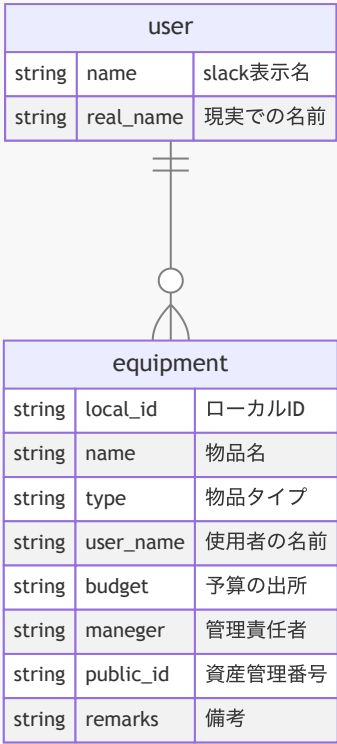 user
string name slack表示名
string real_name 現実での名前
equipment
string local_id ローカルID
string name 物品名
string type 物品タイプ
string user_name 使用者の名前
string budget 予算の出所
string maneger 管理責任者
string public_id 資産管理番号
string remarks 備考